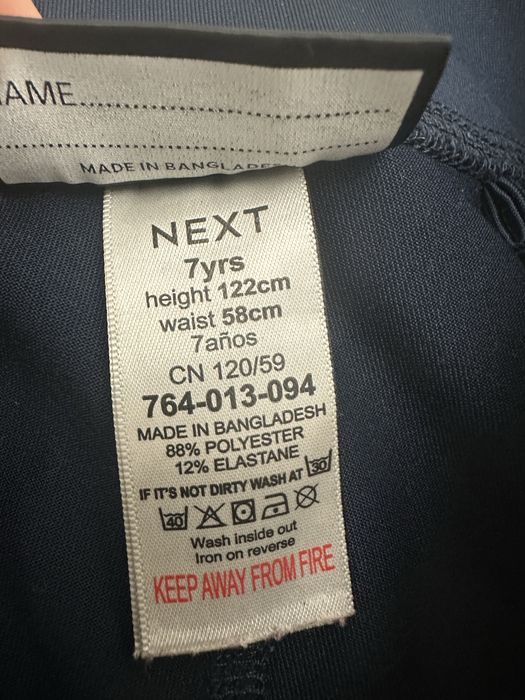 AME..............................
MADE IN BANGLADE
NEXT
7yrs
height 122cm
waist 58cm
7años
CN 120/59
764-013-094
MADE IN BANGLADESH
88% POLYESTER
12% ELASTANE
IF IT'S NOT DIRTY WASH AT 30
40
Wash inside out
Iron on reverse
KEEP AWAY FROM FIRE